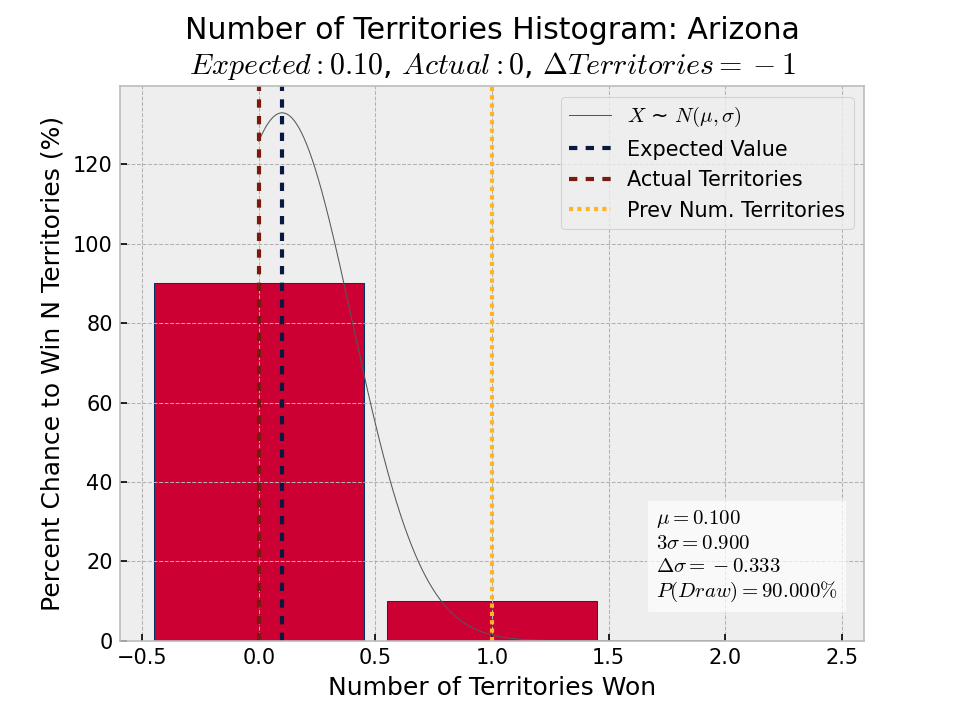 Number of Territories Histogram: Arizona
Expected : 0.10, Actual : 0, ΔTerritories = −1
Percent Chance to Win N Territories (%)
120
100
80
60
40
20
0
X ~ N(μ, σ)
Expected Value
Actual Territories
Prev Num. Territories
μ = 0.100
3σ = 0.900
Δσ = −0.333
P(Draw) = 90.000%
−0.5 0.0 0.5 1.0 1.5 2.0 2.5
Number of Territories Won